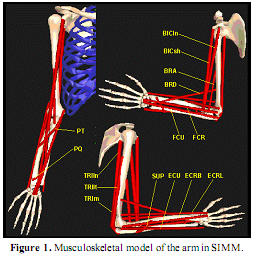 BICln
BICsh
BRA
BRD
FCU FCR
PT
PQ
TRIln
TRIlt
TRIm
SUP ECU ECRB ECRL
Figure 1. Musculoskeletal model of the arm in SIMM.